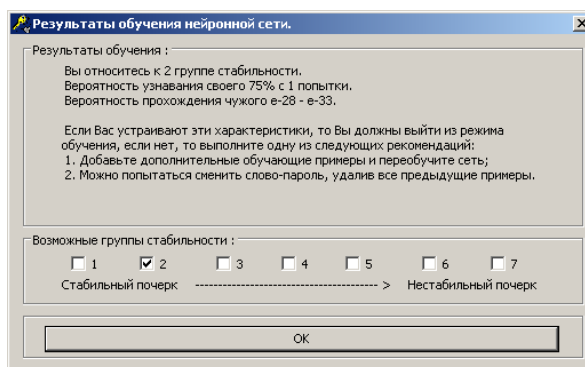 Результаты обучения нейронной сети.
Результаты обучения :
Вы относитесь к 2 группе стабильности.
Вероятность узнавания своего 75% с 1 попытки.
Вероятность прохождения чужого e-28 - e-33.
Если Вас устраивают эти характеристики, то Вы должны выйти из режима
обучения, если нет, то выполните одну из следующих рекомендаций:
1. Добавьте дополнительные обучающие примеры и переобучите сеть;
2. Можно попытаться сменить слово-пароль, удалив все предыдущие примеры.
Возможные группы стабильности :
1 2 3 4 5 6 7
Стабильный почерк ---------------------------------------- > Нестабильный почерк
OK